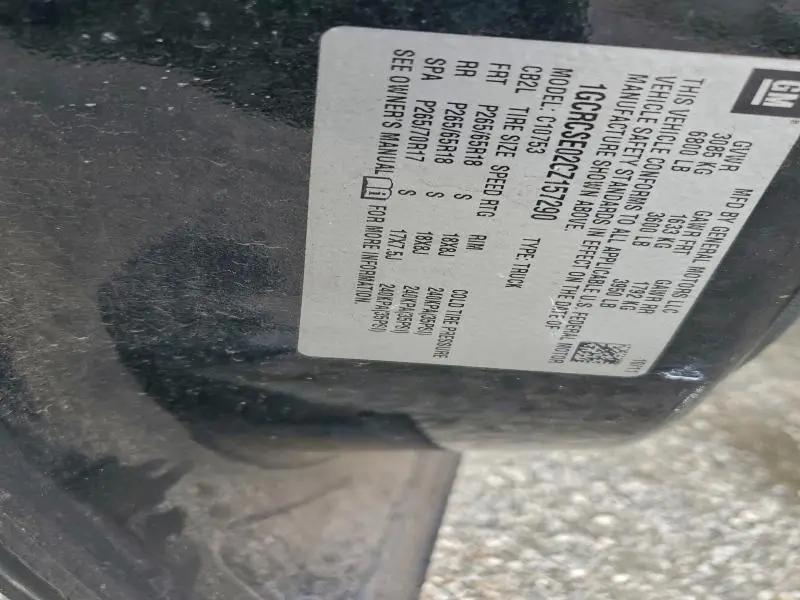 GM®
MFD BY GENERAL MOTORS LLC 10/11
GVWR GAWR FRT GAWR RR
3085 KG 1633 KG 1792 KG
6800 LB 3600 LB 3950 LB
THIS VEHICLE CONFORMS TO ALL APPLICABLE U.S. FEDERAL MOTOR
VEHICLE SAFETY STANDARDS IN EFFECT ON THE DATE OF
MANUFACTURE SHOWN ABOVE.
1GCRCSE02CZ157290 TYPE: TRUCK
MODEL: C10753
CB2L TIRE SIZE SPEED RTG RIM COLD TIRE PRESSURE
FRT P265/65R18 S 18X8J 240KPA(35PSI)
RR P265/65R18 S 18X8J 240KPA(35PSI)
SPA P265/70R17 S 17X7.5J 240KPA(35PSI)
SEE OWNER'S MANUAL FOR MORE INFORMATION.